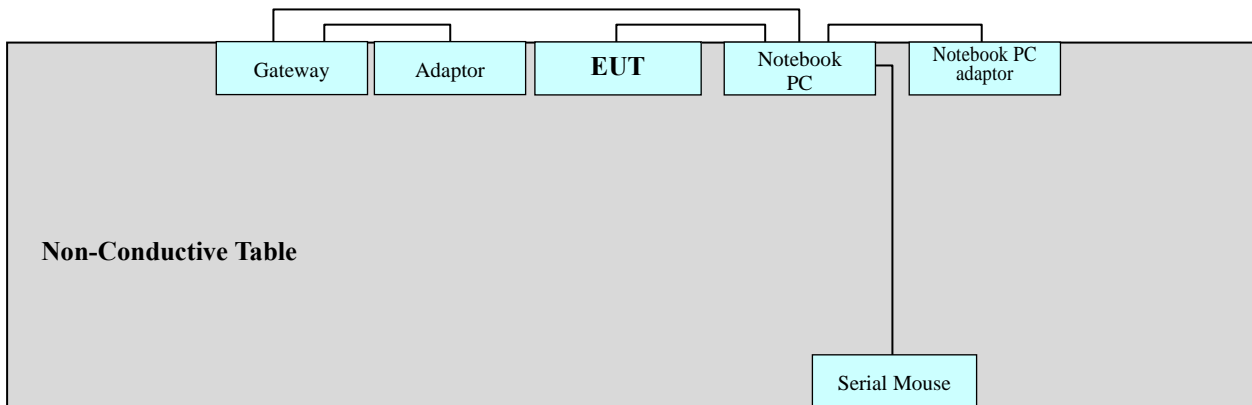 Gateway
Adaptor
EUT
Notebook
PC
Notebook PC
adaptor
Non-Conductive Table
Serial Mouse